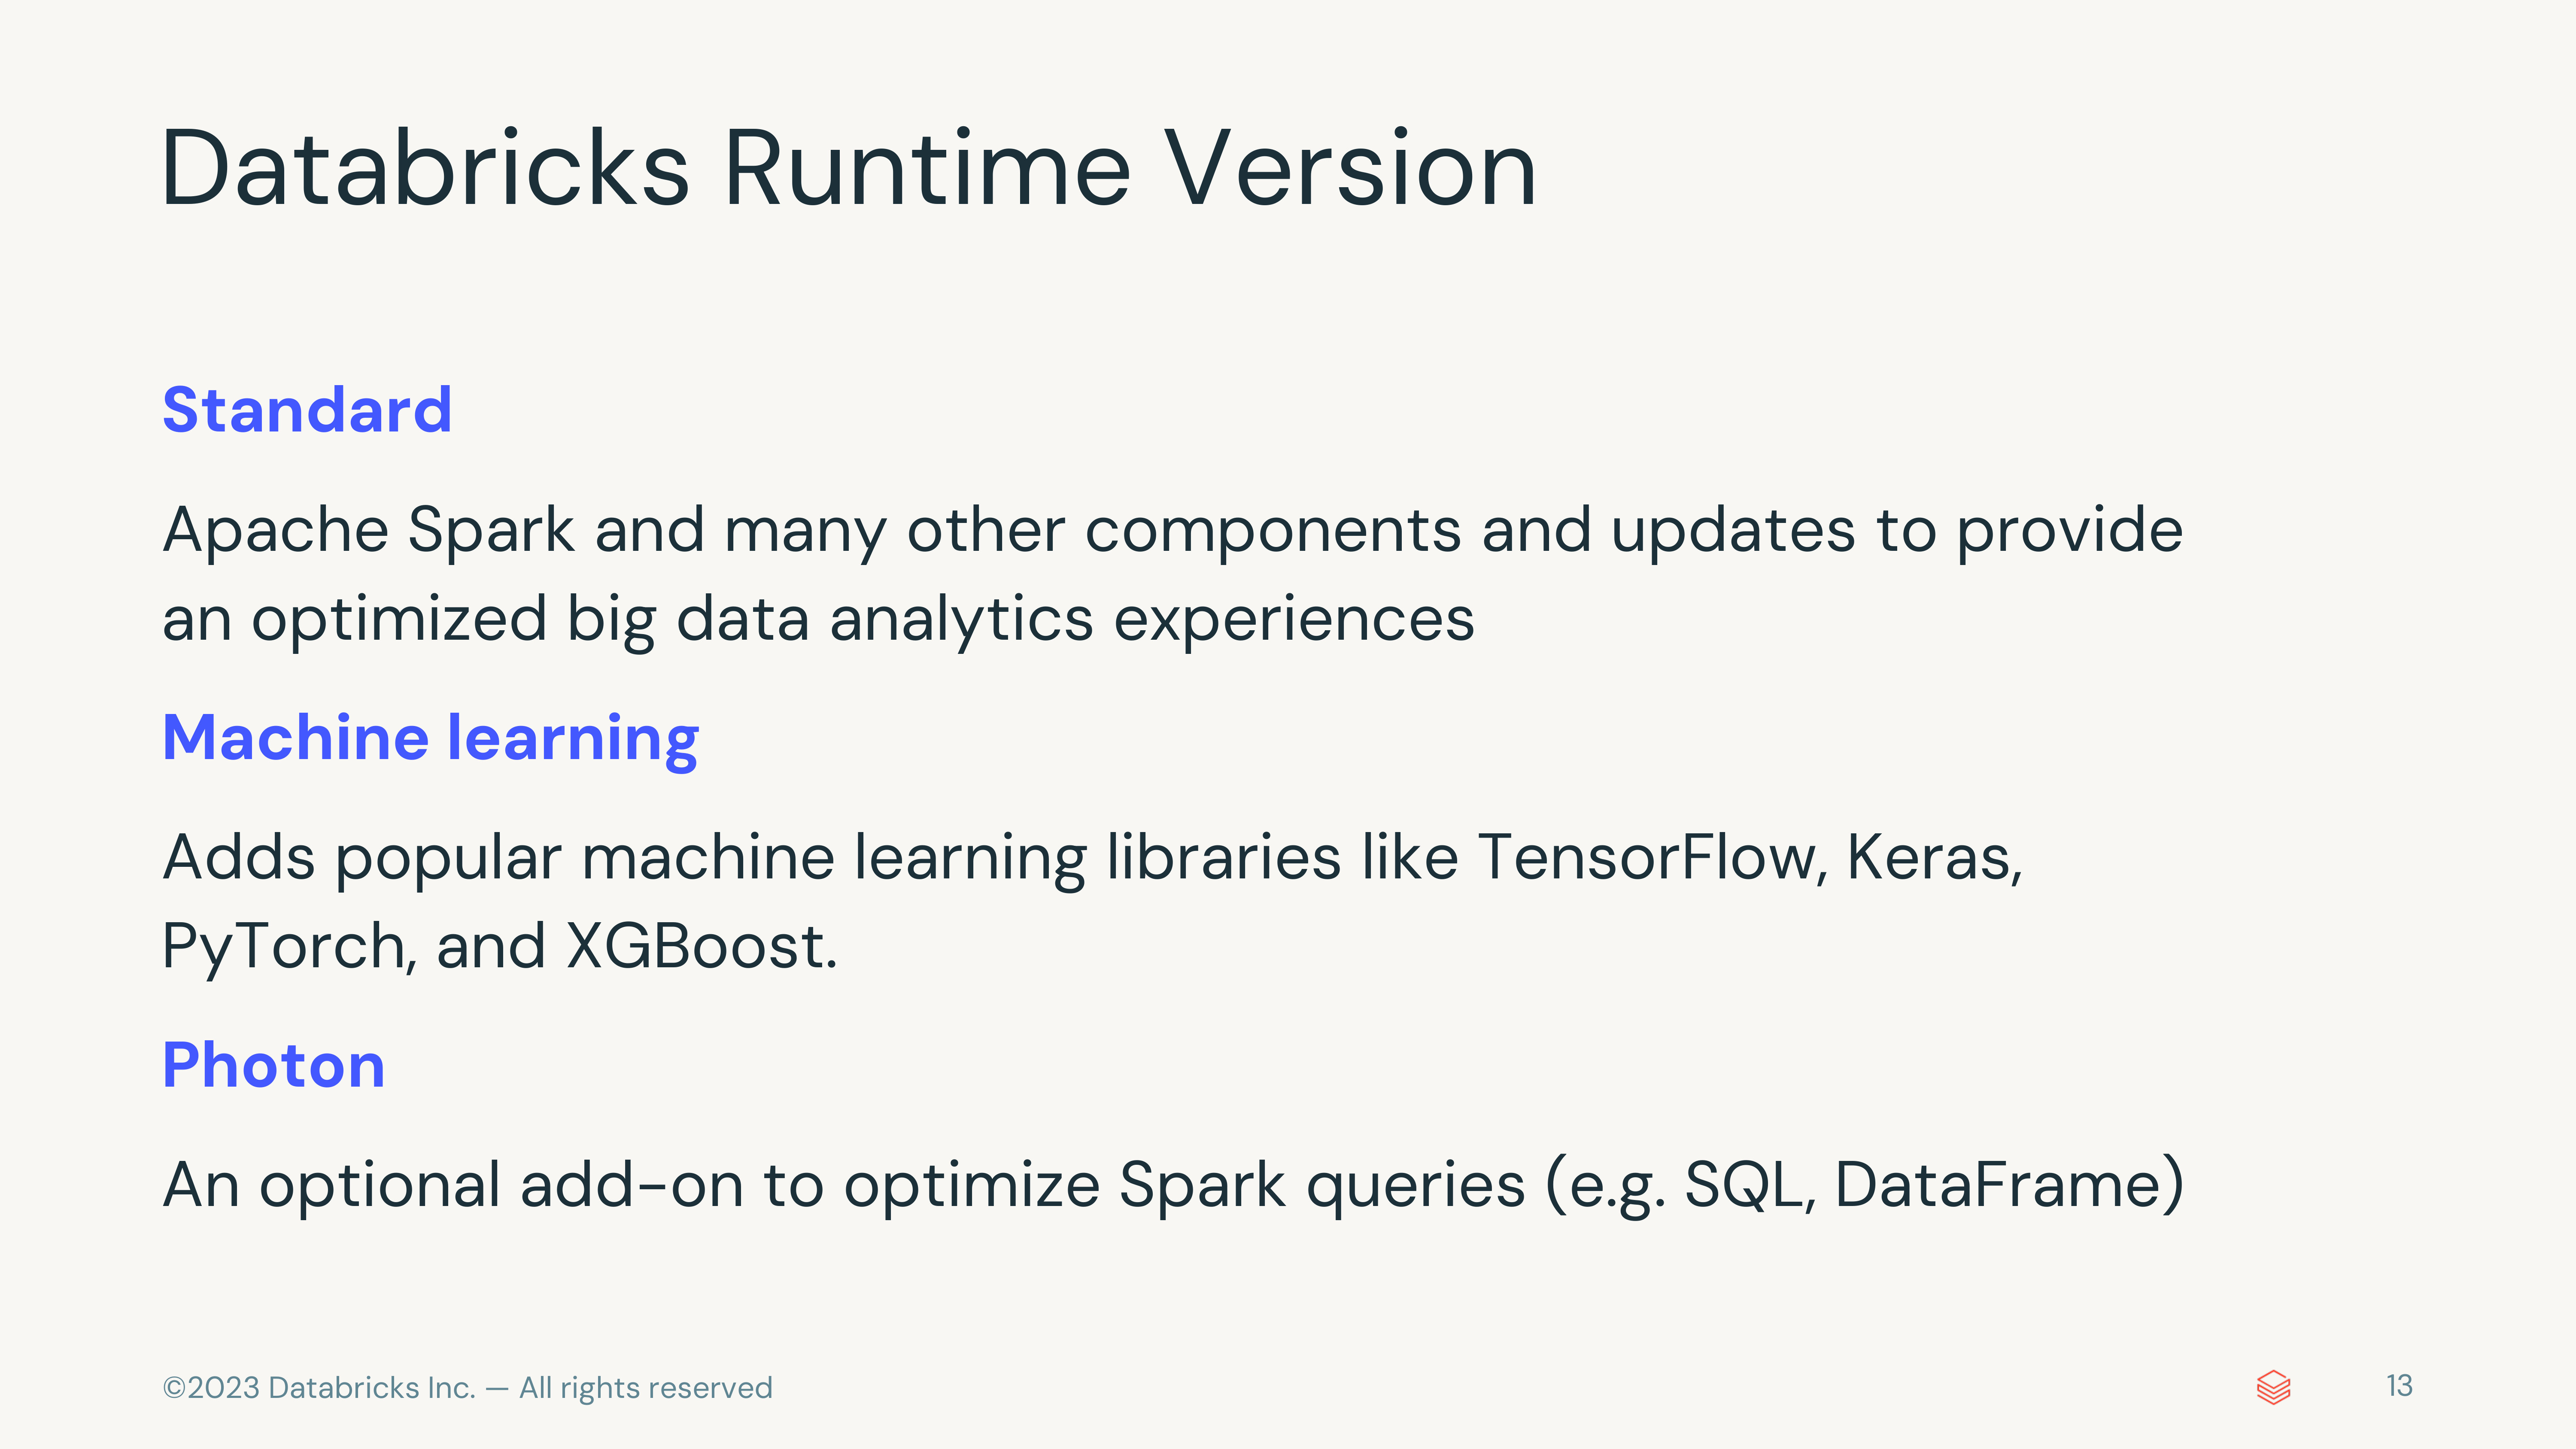 Databricks Runtime Version
Standard
Apache Spark and many other components and updates to provide
an optimized big data analytics experiences
Machine learning
Adds popular machine learning libraries like TensorFlow, Keras,
PyTorch, and XGBoost.
Photon
An optional add-on to optimize Spark queries (e.g. SQL, DataFrame)
©2023 Databricks Inc. — All rights reserved
13